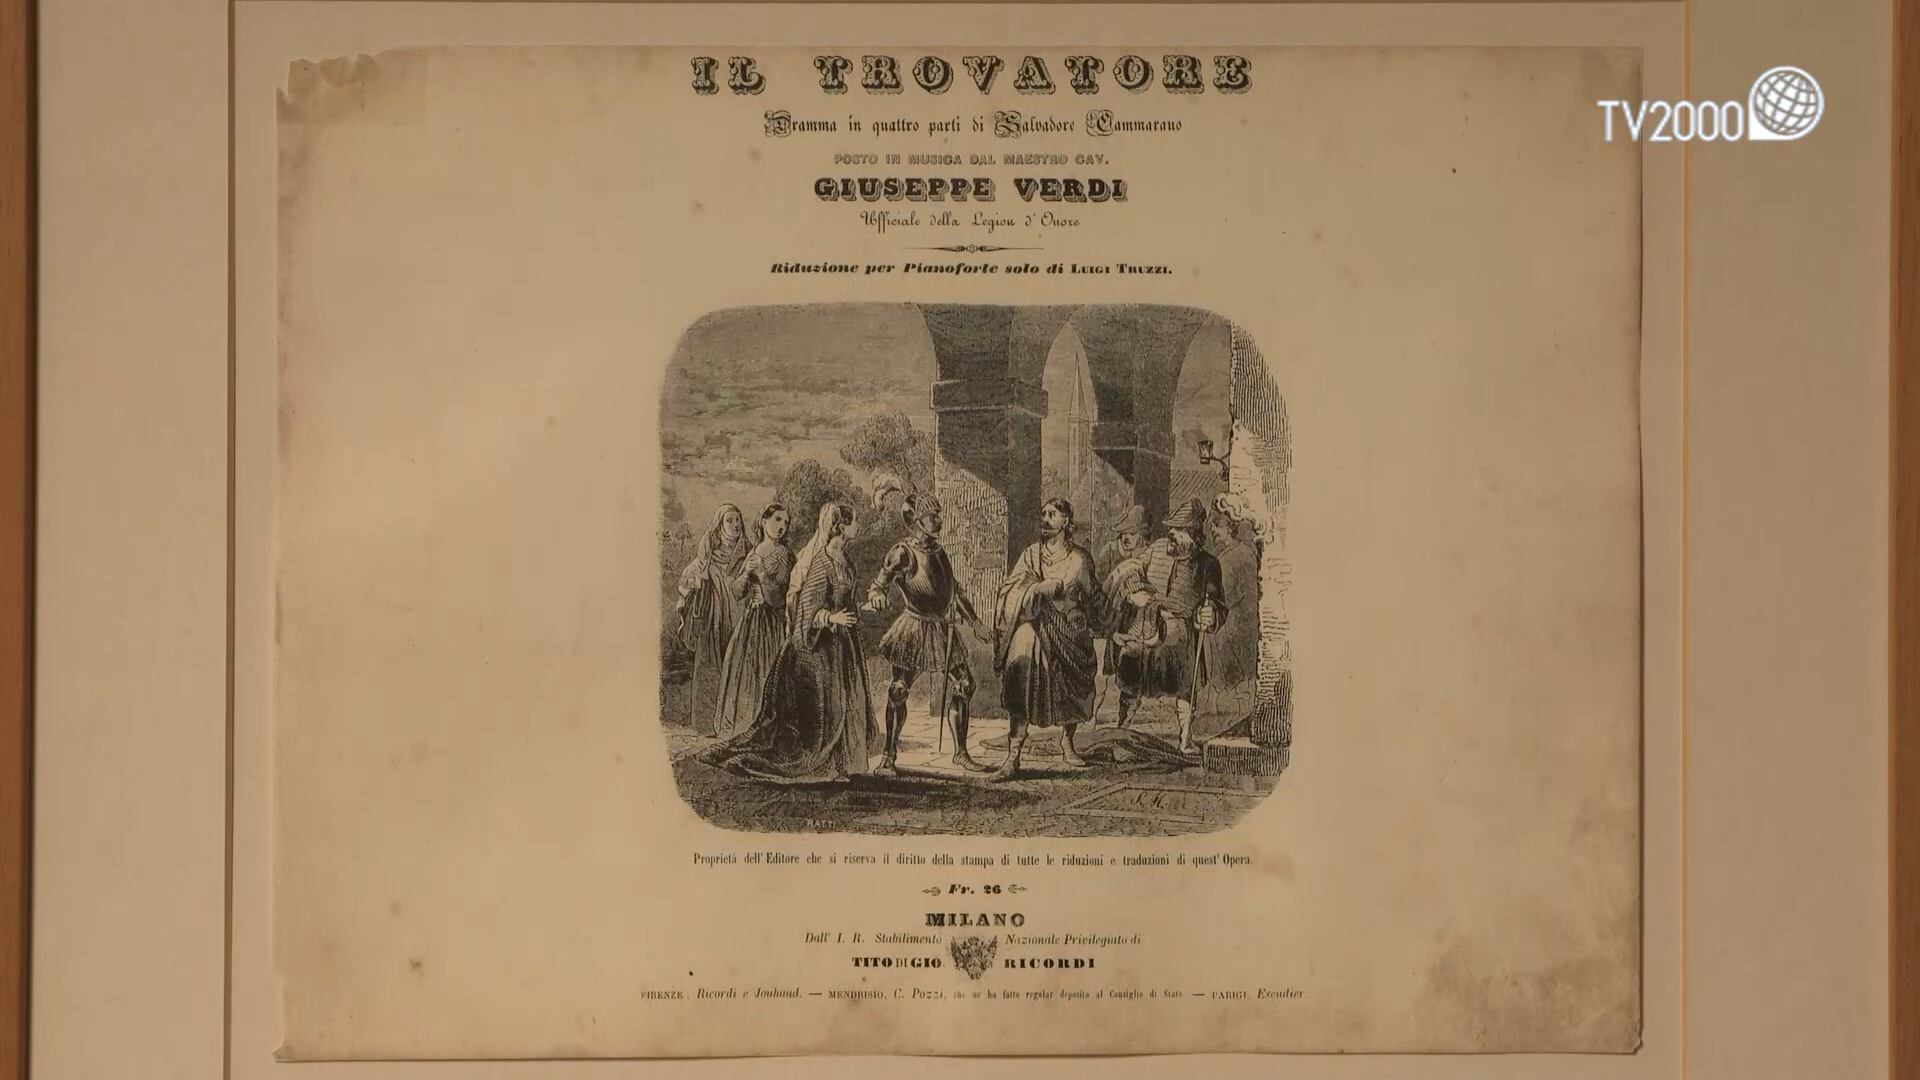 IL TROVATORE
TV2000
Dramma in quattro parti di Salvadore Cammarano
POSTO IN MUSICA DAL MAESTRO CAV.
GIUSEPPE VERDI
Ufficiale della Legion d' Onore
Riduzione per Pianoforte solo di LUIGI TRUZZI.
RATTI
Proprietà dell' Editore che si riserva il diritto della stampa di tutte le riduzioni e traduzioni di quest' Opera.
Fr. 26
MILANO
Dall' I. R. Stabilimento Nazionale Privilegiato di
TITO DI GIO. RICORDI
FIRENZE, Ricordi e Jouhaud. — MENDRISIO, C. Pozzi, che ne ha fatto regolar deposito al Consiglio di Stato. — PARIGI, Escudier